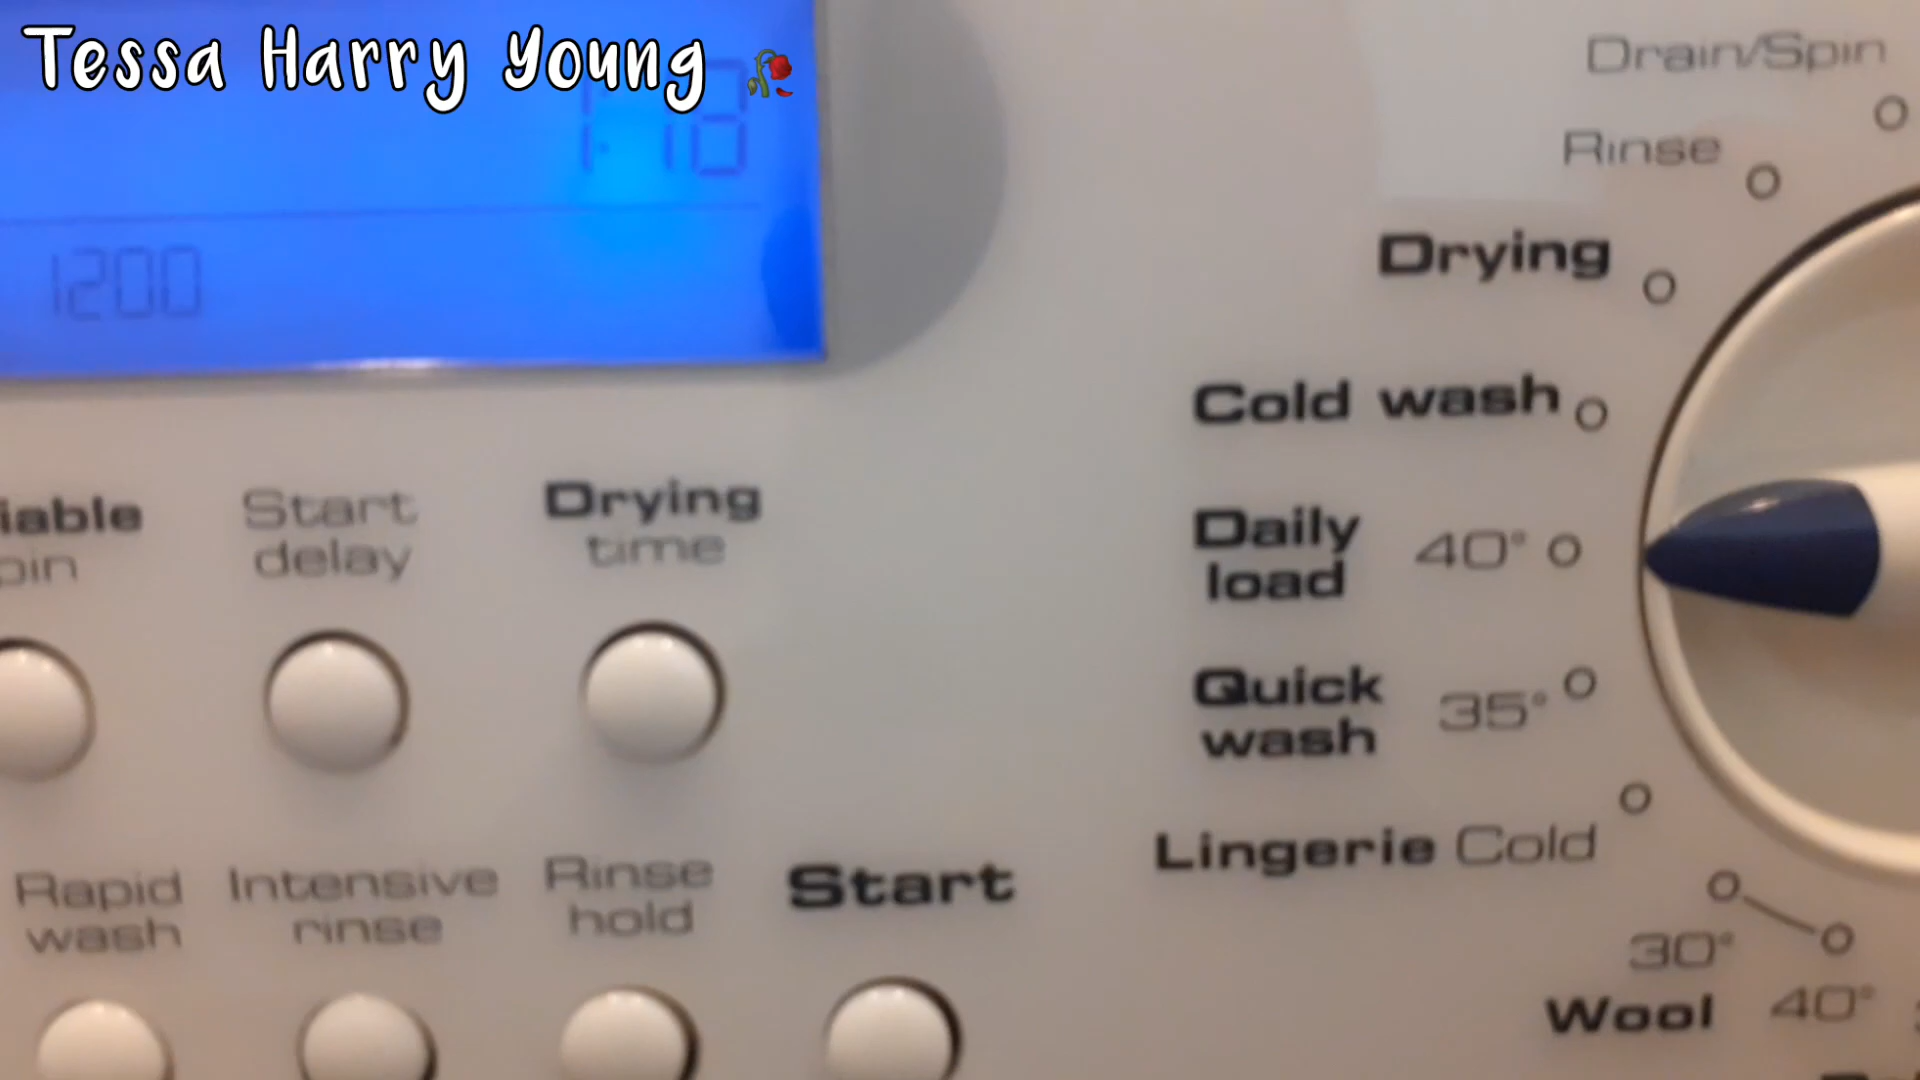 Tessa Harry Young
1:18
1200
Drain/Spin
Rinse
Drying
Cold wash
Daily
load
40°
Quick
wash
35°
Lingerie Cold
30°
40°
Wool
iable
pin
Start
delay
Drying
time
Rapid
wash
Intensive
rinse
Rinse
hold
Start